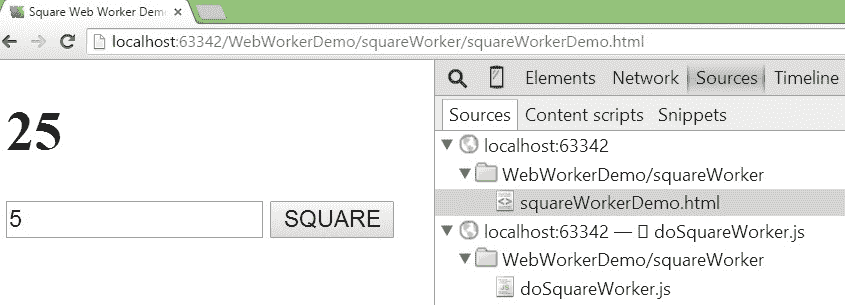 Square Web Worker Dem
localhost:63342/WebWorkerDemo/squareWorker/squareWorkerDemo.html
25
5
SQUARE
Elements Network Sources Timeline
Sources Content scripts Snippets
localhost:63342
WebWorkerDemo/squareWorker
squareWorkerDemo.html
localhost:63342 — doSquareWorker.js
WebWorkerDemo/squareWorker
doSquareWorker.js